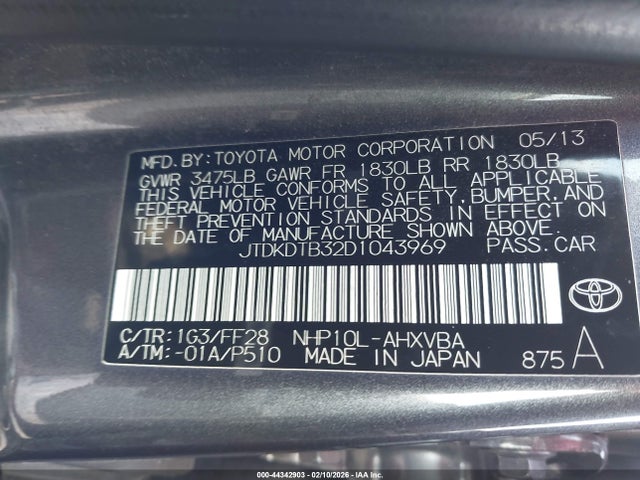 MFD.BY:TOYOTA MOTOR CORPORATION 05/13
GVWR 3475LB GAWR FR 1830LB RR 1830LB
THIS VEHICLE CONFORMS TO ALL APPLICABLE
FEDERAL MOTOR VEHICLE SAFETY,BUMPER,AND
THEFT PREVENTION STANDARDS IN EFFECT ON
THE DATE OF MANUFACTURE SHOWN ABOVE.
JTDKDTB32D1043969 PASS.CAR
C/TR:1G3/FF28 NHP10L-AHXVBA
A/TM:-01A/P510 MADE IN JAPAN 875 A
000-44342903 - 02/10/2026 - IAA Inc.